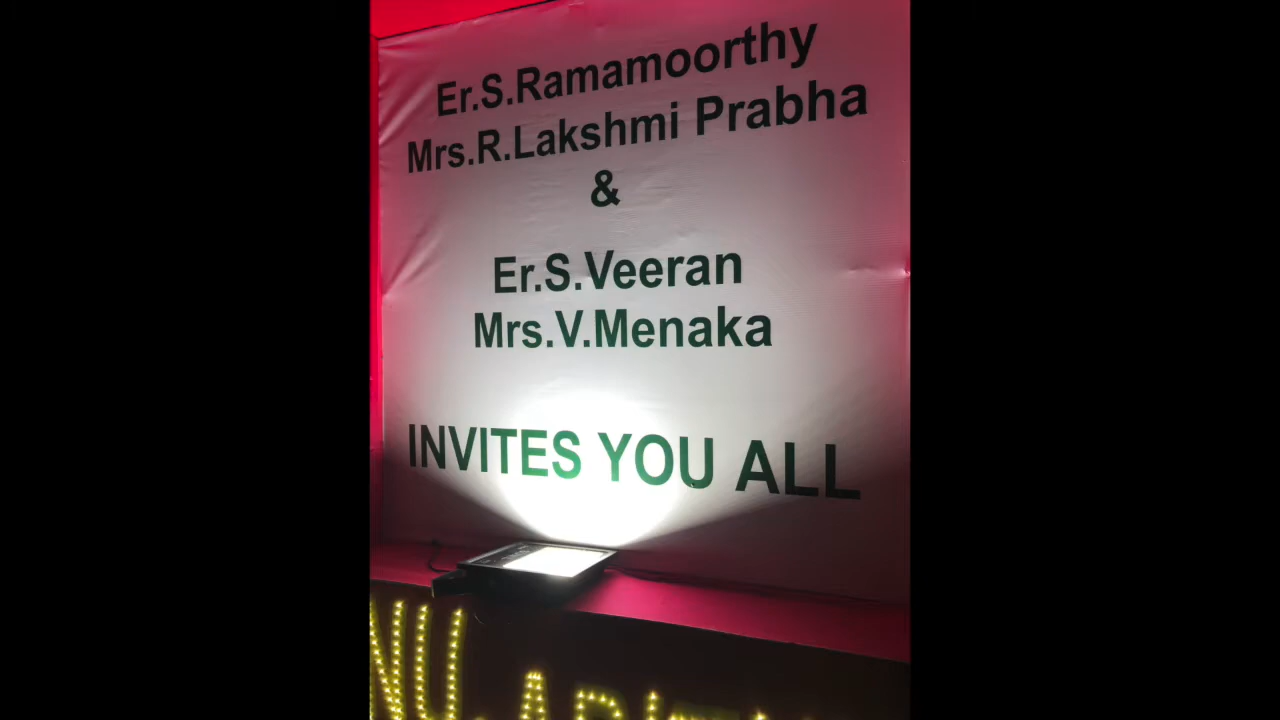 Er.S.Ramamoorthy
Mrs.R.Lakshmi Prabha
&
Er.S.Veeran
Mrs.V.Menaka
INVITES YOU ALL